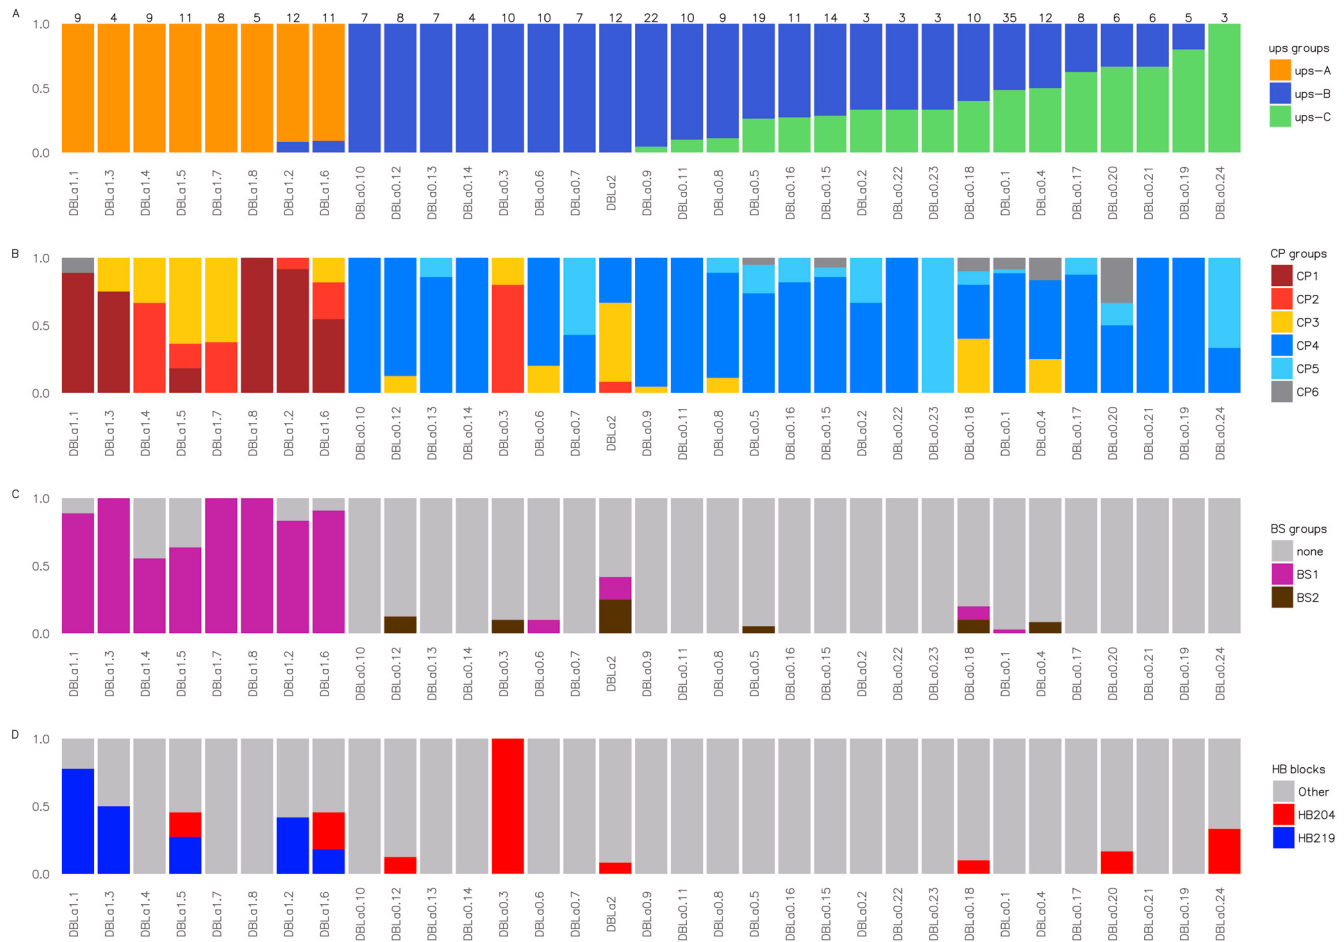 A
9 4 9 11 8 5 12 11 7 8 7 4 10 10 7 12 22 10 9 19 11 14 3 3 3 10 35 12 8 6 6 5 3
1.0
0.5
0.0
DBLa1.1 DBLa1.3 DBLa1.4 DBLa1.5 DBLa1.7 DBLa1.8 DBLa1.2 DBLa1.6 DBLa0.10 DBLa0.12 DBLa0.13 DBLa0.14 DBLa0.3 DBLa0.6 DBLa0.7 DBLa2 DBLa0.9 DBLa0.11 DBLa0.8 DBLa0.5 DBLa0.16 DBLa0.15 DBLa0.2 DBLa0.22 DBLa0.23 DBLa0.18 DBLa0.1 DBLa0.4 DBLa0.17 DBLa0.20 DBLa0.21 DBLa0.19 DBLa0.24
ups groups
ups-A
ups-B
ups-C
B
1.0
0.5
0.0
DBLa1.1 DBLa1.3 DBLa1.4 DBLa1.5 DBLa1.7 DBLa1.8 DBLa1.2 DBLa1.6 DBLa0.10 DBLa0.12 DBLa0.13 DBLa0.14 DBLa0.3 DBLa0.6 DBLa0.7 DBLa2 DBLa0.9 DBLa0.11 DBLa0.8 DBLa0.5 DBLa0.16 DBLa0.15 DBLa0.2 DBLa0.22 DBLa0.23 DBLa0.18 DBLa0.1 DBLa0.4 DBLa0.17 DBLa0.20 DBLa0.21 DBLa0.19 DBLa0.24
CP groups
CP1
CP2
CP3
CP4
CP5
CP6
C
1.0
0.5
0.0
DBLa1.1 DBLa1.3 DBLa1.4 DBLa1.5 DBLa1.7 DBLa1.8 DBLa1.2 DBLa1.6 DBLa0.10 DBLa0.12 DBLa0.13 DBLa0.14 DBLa0.3 DBLa0.6 DBLa0.7 DBLa2 DBLa0.9 DBLa0.11 DBLa0.8 DBLa0.5 DBLa0.16 DBLa0.15 DBLa0.2 DBLa0.22 DBLa0.23 DBLa0.18 DBLa0.1 DBLa0.4 DBLa0.17 DBLa0.20 DBLa0.21 DBLa0.19 DBLa0.24
BS groups
none
BS1
BS2
D
1.0
0.5
0.0
DBLa1.1 DBLa1.3 DBLa1.4 DBLa1.5 DBLa1.7 DBLa1.8 DBLa1.2 DBLa1.6 DBLa0.10 DBLa0.12 DBLa0.13 DBLa0.14 DBLa0.3 DBLa0.6 DBLa0.7 DBLa2 DBLa0.9 DBLa0.11 DBLa0.8 DBLa0.5 DBLa0.16 DBLa0.15 DBLa0.2 DBLa0.22 DBLa0.23 DBLa0.18 DBLa0.1 DBLa0.4 DBLa0.17 DBLa0.20 DBLa0.21 DBLa0.19 DBLa0.24
HB blocks
Other
HB204
HB219